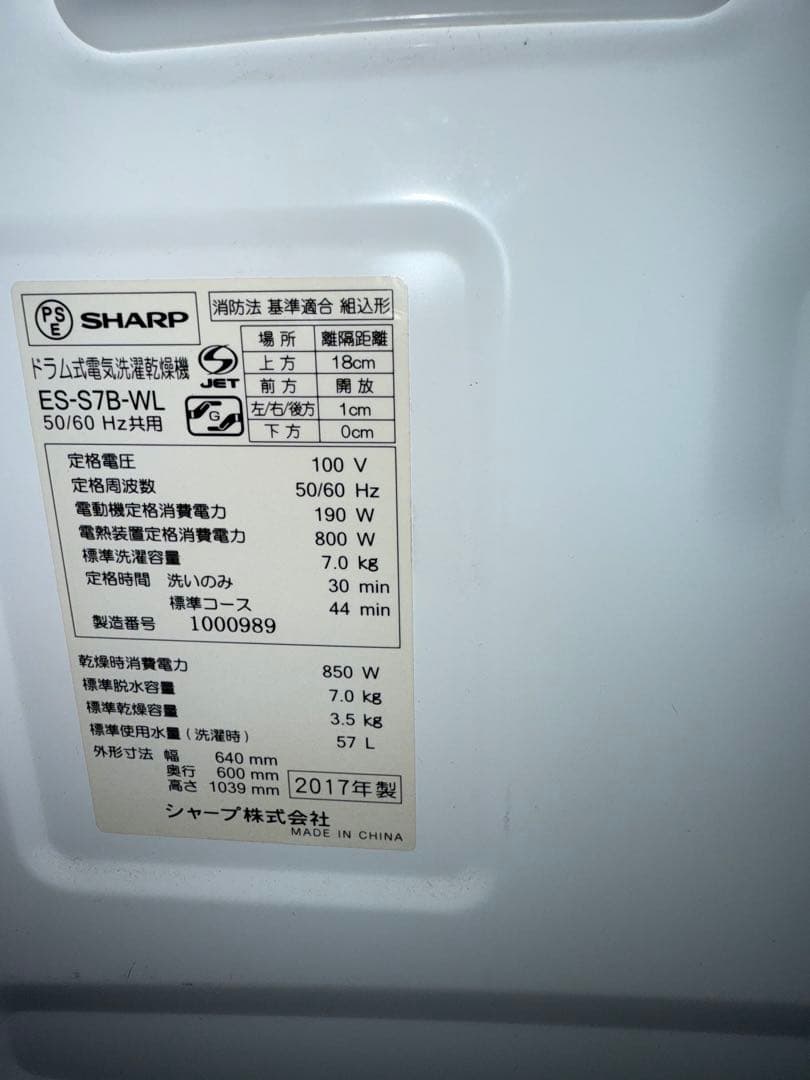 PS
E
SHARP
消防法 基準適合 組込形
場所 離隔距離
上方 18cm
前方 開放
左/右/後方 1cm
下方 0cm
ドラム式電気洗濯乾燥機
JET
ES-S7B-WL
G
50/60 Hz共用
定格電圧 100 V
定格周波数 50/60 Hz
電動機定格消費電力 190 W
電熱装置定格消費電力 800 W
標準洗濯容量 7.0 kg
定格時間 洗いのみ 30 min
標準コース 44 min
製造番号 1000989
乾燥時消費電力 850 W
標準脱水容量 7.0 kg
標準乾燥容量 3.5 kg
標準使用水量(洗濯時) 57 L
外形寸法 幅 640 mm
奥行 600 mm
高さ 1039 mm
2017年製
シャープ株式会社
MADE IN CHINA